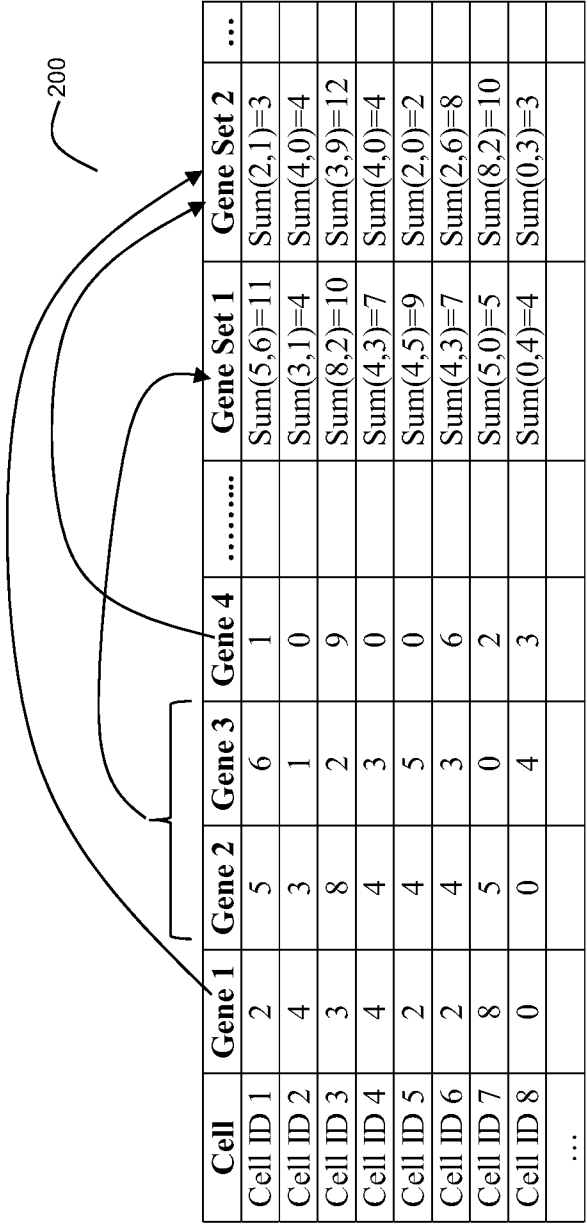 200
Cell Gene 1 Gene 2 Gene 3 Gene 4 ......... Gene Set 1 Gene Set 2 ...
Cell ID 1 2 5 6 1 Sum(5,6)=11 Sum(2,1)=3
Cell ID 2 4 3 1 0 Sum(3,1)=4 Sum(4,0)=4
Cell ID 3 3 8 2 9 Sum(8,2)=10 Sum(3,9)=12
Cell ID 4 4 4 3 0 Sum(4,3)=7 Sum(4,0)=4
Cell ID 5 2 4 5 0 Sum(4,5)=9 Sum(2,0)=2
Cell ID 6 2 4 3 6 Sum(4,3)=7 Sum(2,6)=8
Cell ID 7 8 5 0 2 Sum(5,0)=5 Sum(8,2)=10
Cell ID 8 0 0 4 3 Sum(0,4)=4 Sum(0,3)=3
...